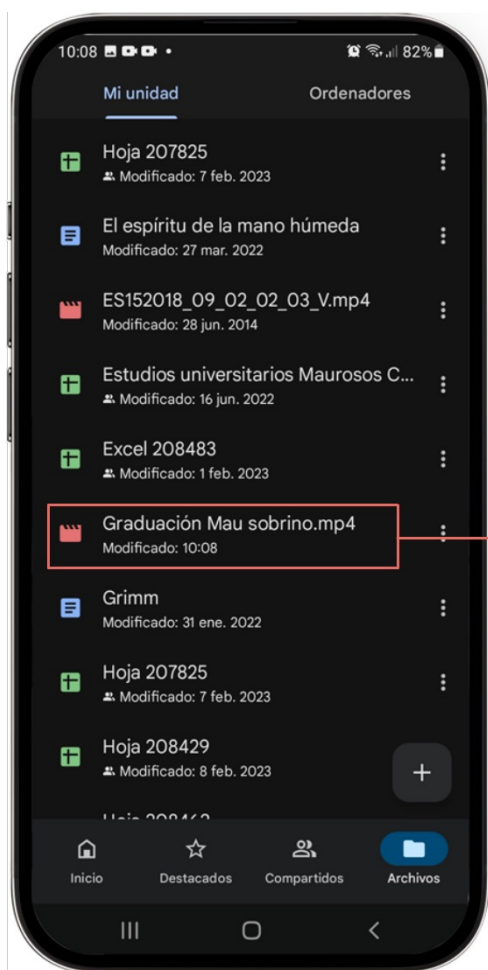 10:08
82%
Mi unidad
Ordenadores
Hoja 207825
Modificado: 7 feb. 2023
El espíritu de la mano húmeda
Modificado: 27 mar. 2022
ES152018_09_02_02_03_V.mp4
Modificado: 28 jun. 2014
Estudios universitarios Maurosos C...
Modificado: 16 jun. 2022
Excel 208483
Modificado: 1 feb. 2023
Graduación Mau sobrino.mp4
Modificado: 10:08
Grimm
Modificado: 31 ene. 2022
Hoja 207825
Modificado: 7 feb. 2023
Hoja 208429
Modificado: 8 feb. 2023
Inicio
Destacados
Compartidos
Archivos